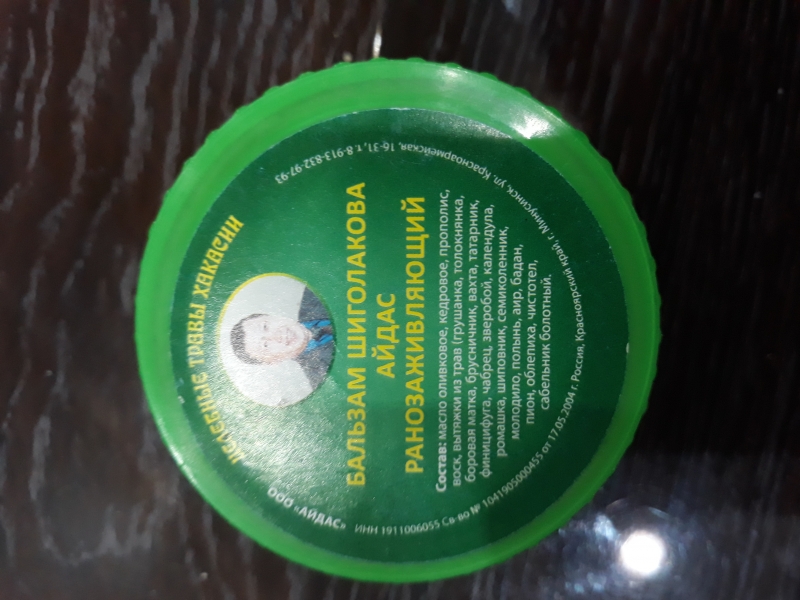 ЦЕЛЕБНЫЕ ТРАВЫ ХАКАСИИ
БАЛЬЗАМ ШИГОЛАКОВА
АЙДАС
РАНОЗАЖИВЛЯЮЩИЙ
Состав: масло оливковое, кедровое, прополис,
воск, вытяжки из трав (грушанка, толокнянка,
боровая матка, брусничник, вахта, татарник,
финицифуга, чабрец, зверобой, календула,
ромашка, шиповник, семиколенник,
молодило, полынь, аир, бадан,
пион, облепиха, чистотел,
сабельник болотный.
ООО «АЙДАС» ИНН 1911006055 Св-во № 1041905000455 от 17.05.2004 г. Россия, Красноярский край, г. Минусинск, ул. Красноармейская, 16-31, т. 8-913-832-97-93